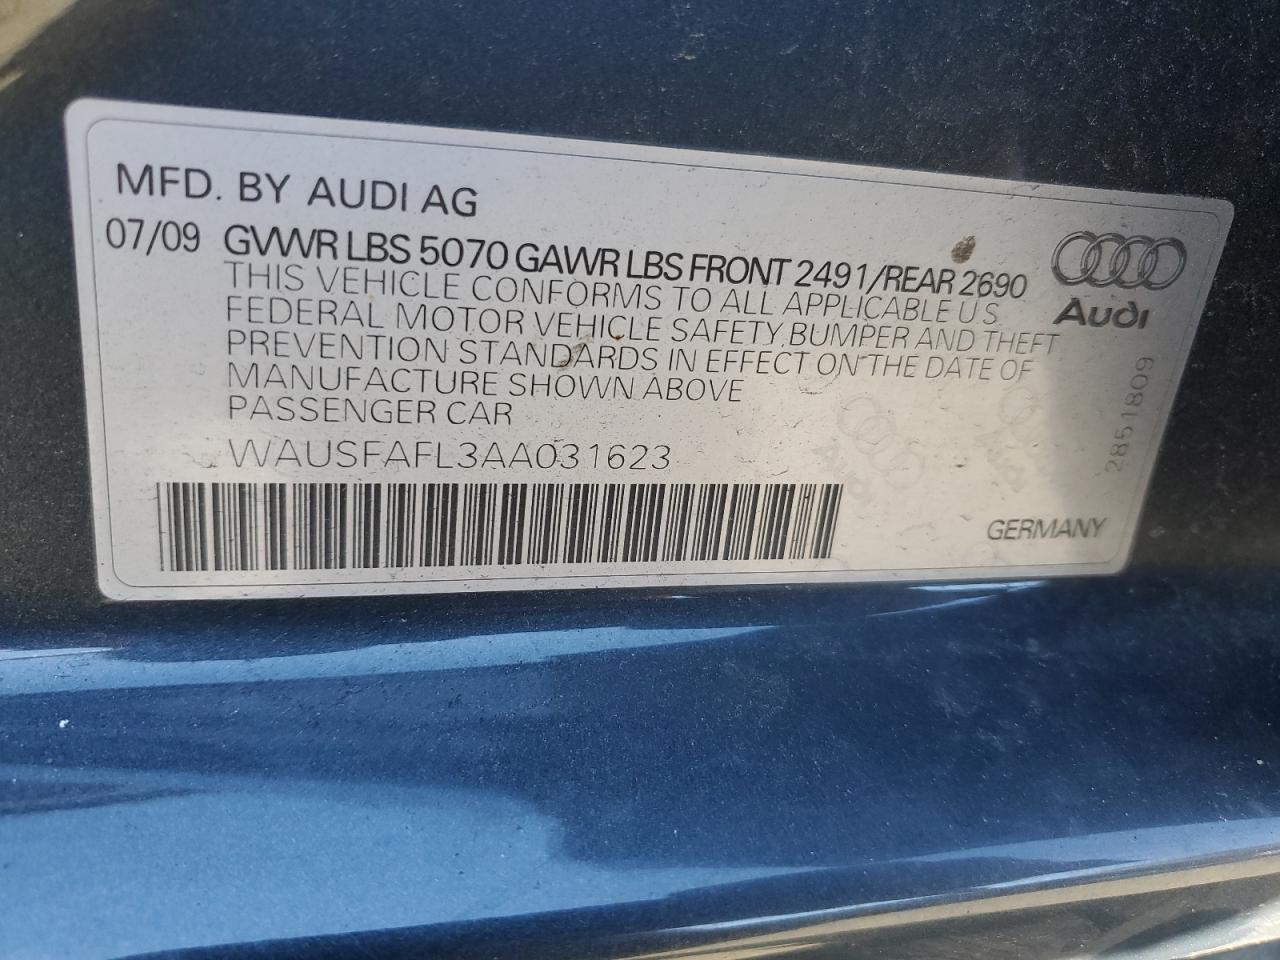 MFD. BY AUDI AG
07/09 GVWR LBS 5070 GAWR LBS FRONT 2491/REAR 2690
THIS VEHICLE CONFORMS TO ALL APPLICABLE U.S.
FEDERAL MOTOR VEHICLE SAFETY, BUMPER AND THEFT
PREVENTION STANDARDS IN EFFECT ON THE DATE OF
MANUFACTURE SHOWN ABOVE
PASSENGER CAR
WAUSFAFL3AA031623
Audi
2851809
GERMANY
Audi
Audi